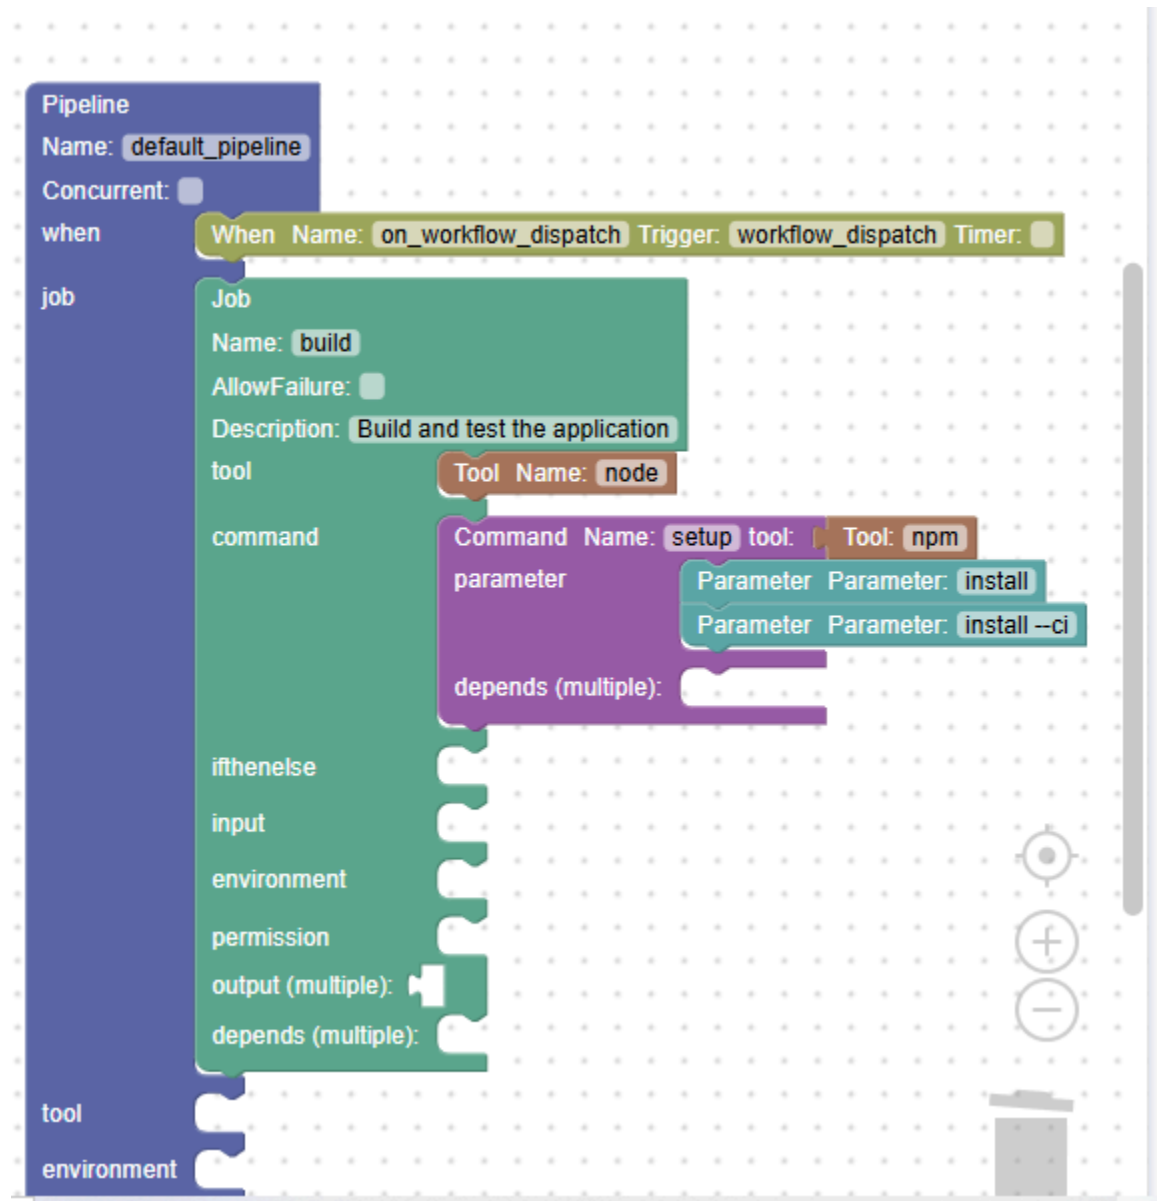 Pipeline
Name: default_pipeline
Concurrent:
when When Name: on_workflow_dispatch Trigger: workflow_dispatch Timer:
job Job
Name: build
AllowFailure:
Description: Build and test the application
tool Tool Name: node
command Command Name: setup tool: Tool: npm
parameter Parameter Parameter: install
Parameter Parameter: install --ci
depends (multiple):
ifthenelse
input
environment
permission
output (multiple):
depends (multiple):
tool
environment